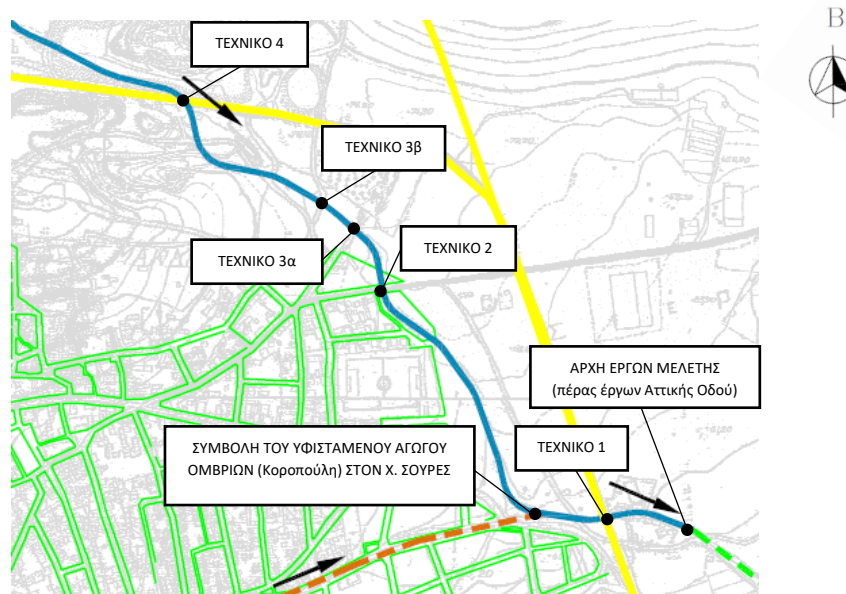 Β
ΤΕΧΝΙΚΟ 4
ΤΕΧΝΙΚΟ 3β
ΤΕΧΝΙΚΟ 3α
ΤΕΧΝΙΚΟ 2
ΑΡΧΗ ΕΡΓΩΝ ΜΕΛΕΤΗΣ
(πέρας έργων Αττικής Οδού)
ΣΥΜΒΟΛΗ ΤΟΥ ΥΦΙΣΤΑΜΕΝΟΥ ΑΓΩΓΟΥ
ΟΜΒΡΙΩΝ (Κοροπούλη) ΣΤΟΝ Χ. ΣΟΥΡΕΣ
ΤΕΧΝΙΚΟ 1